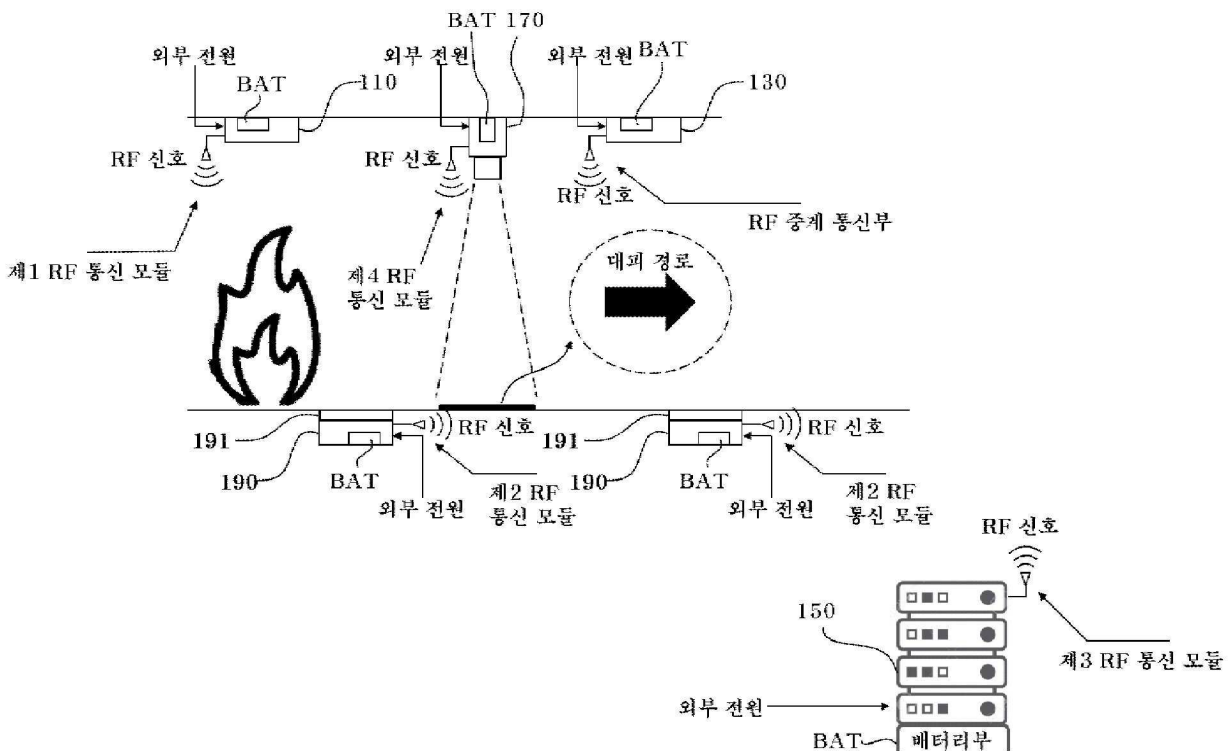 BAT 170
외부 전원
외부 전원
외부 전원
BAT
BAT
110
130
RF 신호
RF 신호
RF 신호
RF 중계 통신부
제1 RF 통신 모듈
제4 RF
통신 모듈
대피 경로
191
RF 신호
191
RF 신호
190
BAT
190
BAT
외부 전원
제2 RF
통신 모듈
외부 전원
제2 RF
통신 모듈
RF 신호
150
제3 RF 통신 모듈
외부 전원
BAT
배터리부